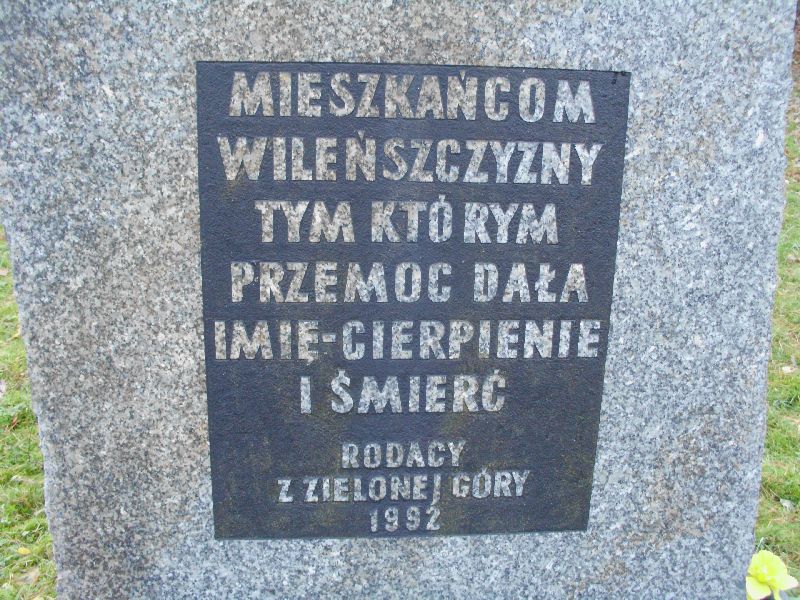 MIESZKAŃCOM
WILEŃSZCZYZNY
TYM KTÓRYM
PRZEMOC DAŁA
IMIĘ-CIERPIENIE
I ŚMIERĆ
RODACY
Z ZIELONEJ GÓRY
1992